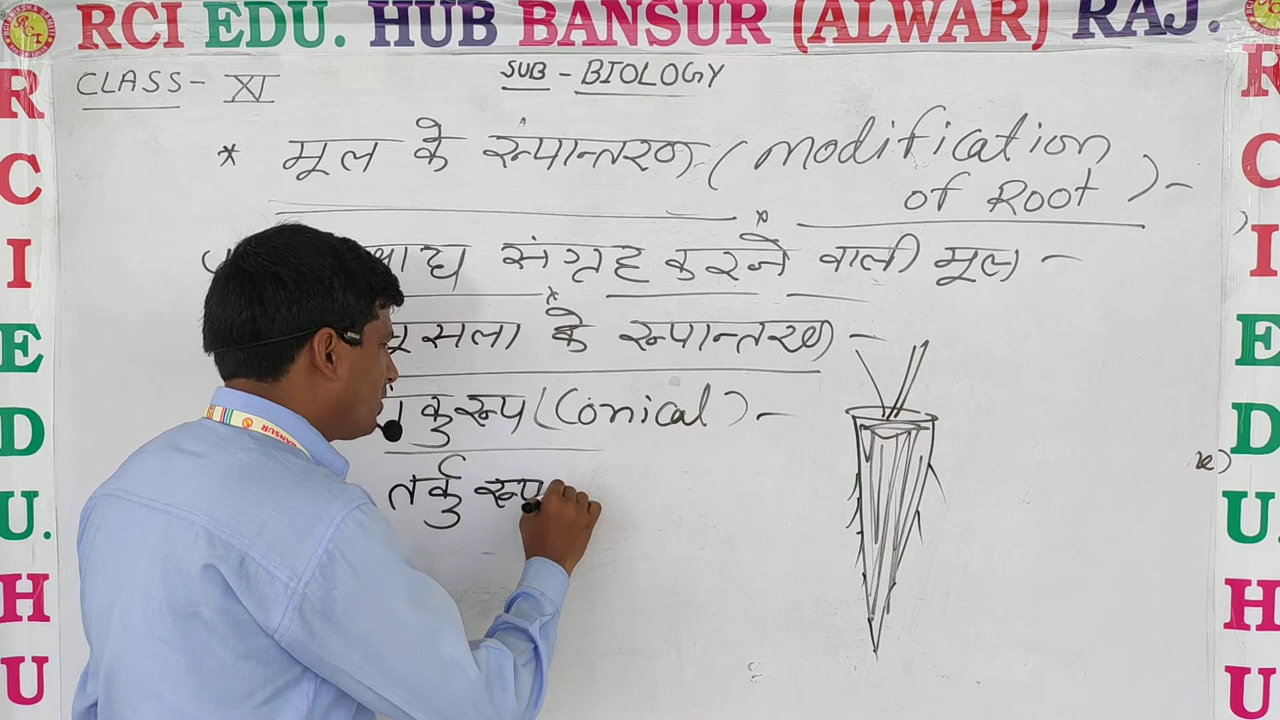 RCI EDU. HUB BANSUR (ALWAR) RAJ.
CLASS- XI
SUB - BIOLOGY
* मूल के रूपान्तरण (modification
of Root) -
खाद्य संग्रह करने वाली मूल -
मूसला के रूपान्तरण -
शंकुरूप (Conical) -
तर्कु रूप
R C I E D U. H U
R C I E D U. H U